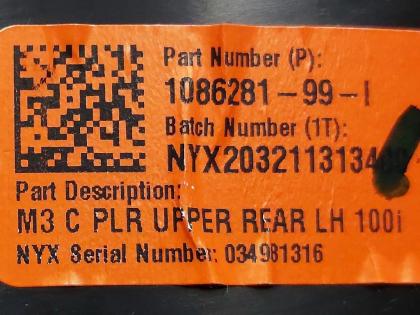 Part Number (P):
1086281-99-I
Batch Number (1T):
Part Description:
M3 C PLR UPPER REAR LH 100i
NYX Serial Number: 034981316